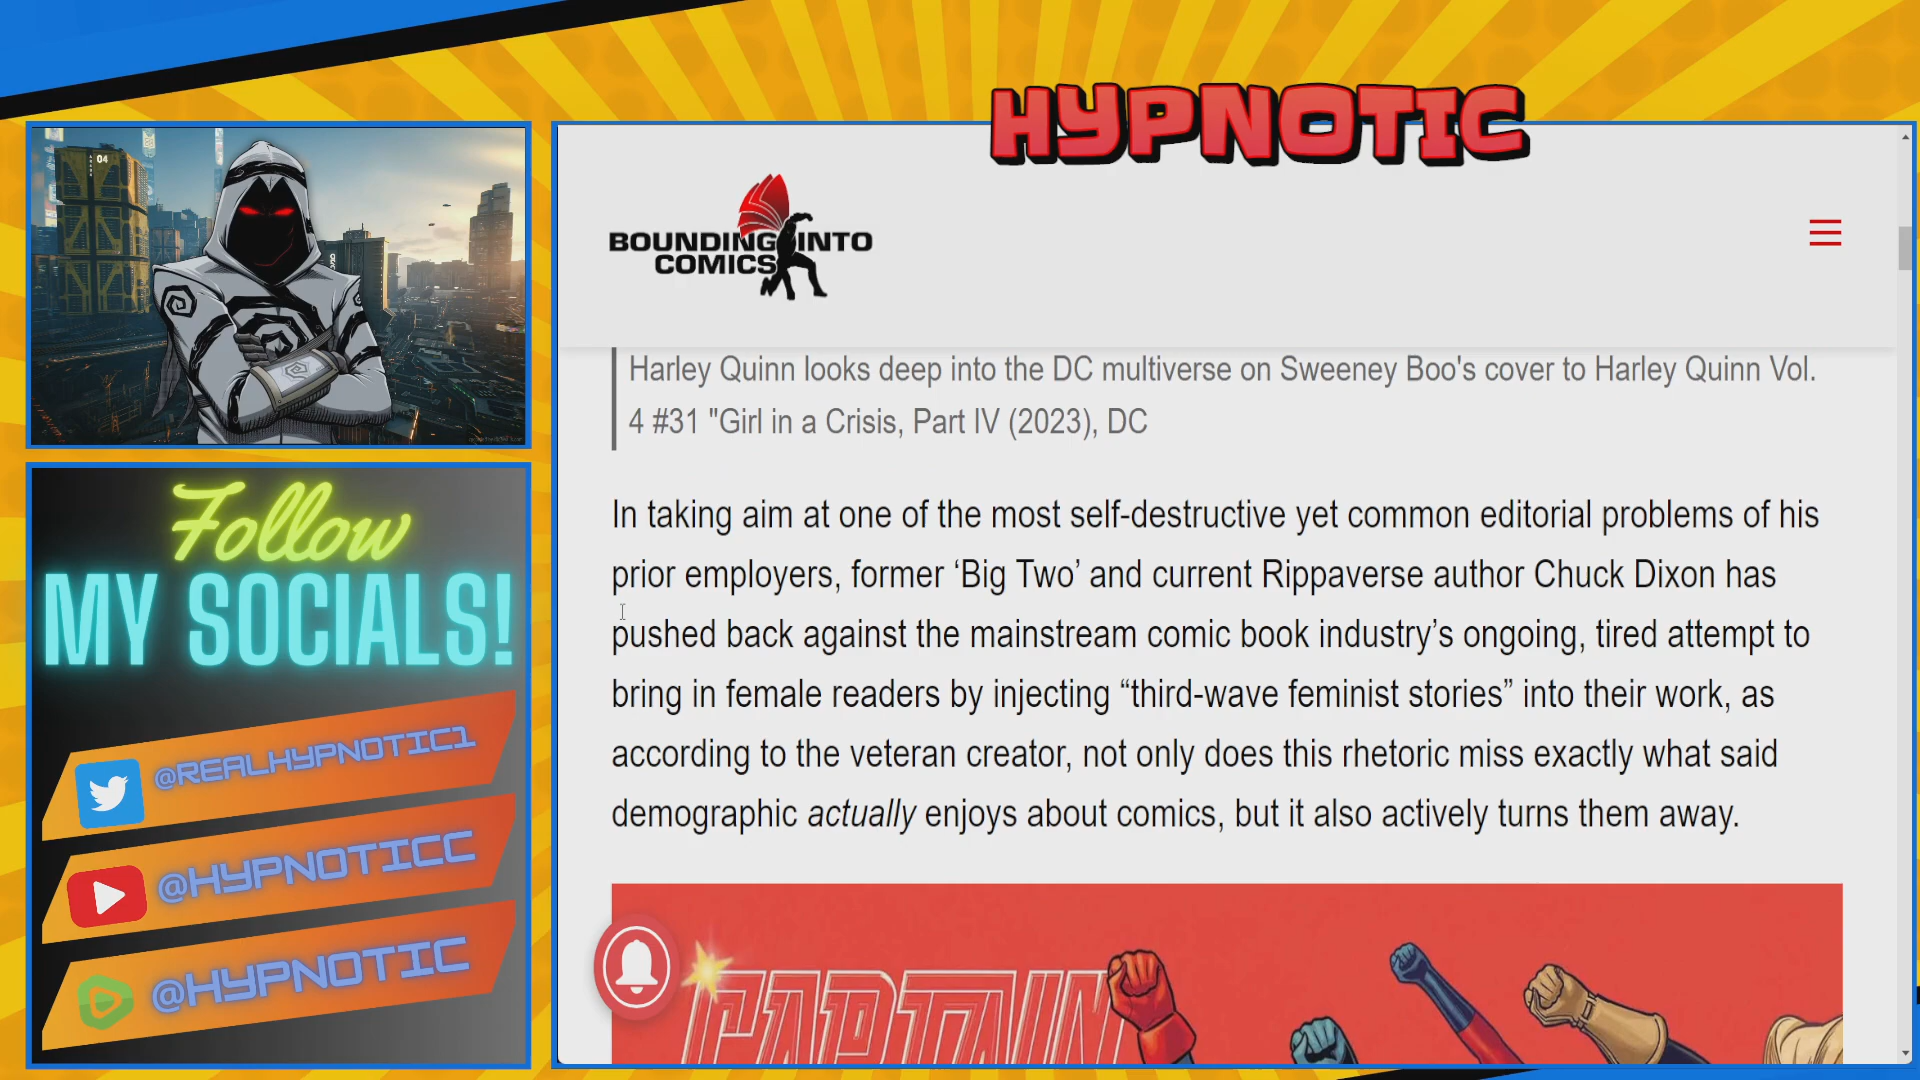 HYPNOTIC
04
BOUNDING INTO
COMICS
Harley Quinn looks deep into the DC multiverse on Sweeney Boo's cover to Harley Quinn Vol.
4 #31 "Girl in a Crisis, Part IV (2023), DC
In taking aim at one of the most self-destructive yet common editorial problems of his
prior employers, former ‘Big Two’ and current Rippaverse author Chuck Dixon has
pushed back against the mainstream comic book industry’s ongoing, tired attempt to
bring in female readers by injecting “third-wave feminist stories” into their work, as
according to the veteran creator, not only does this rhetoric miss exactly what said
demographic actually enjoys about comics, but it also actively turns them away.
CAPTAIN
Follow
MY SOCIALS!
@REALHYPNOTIC1
@HYPNOTICC
@HYPNOTIC